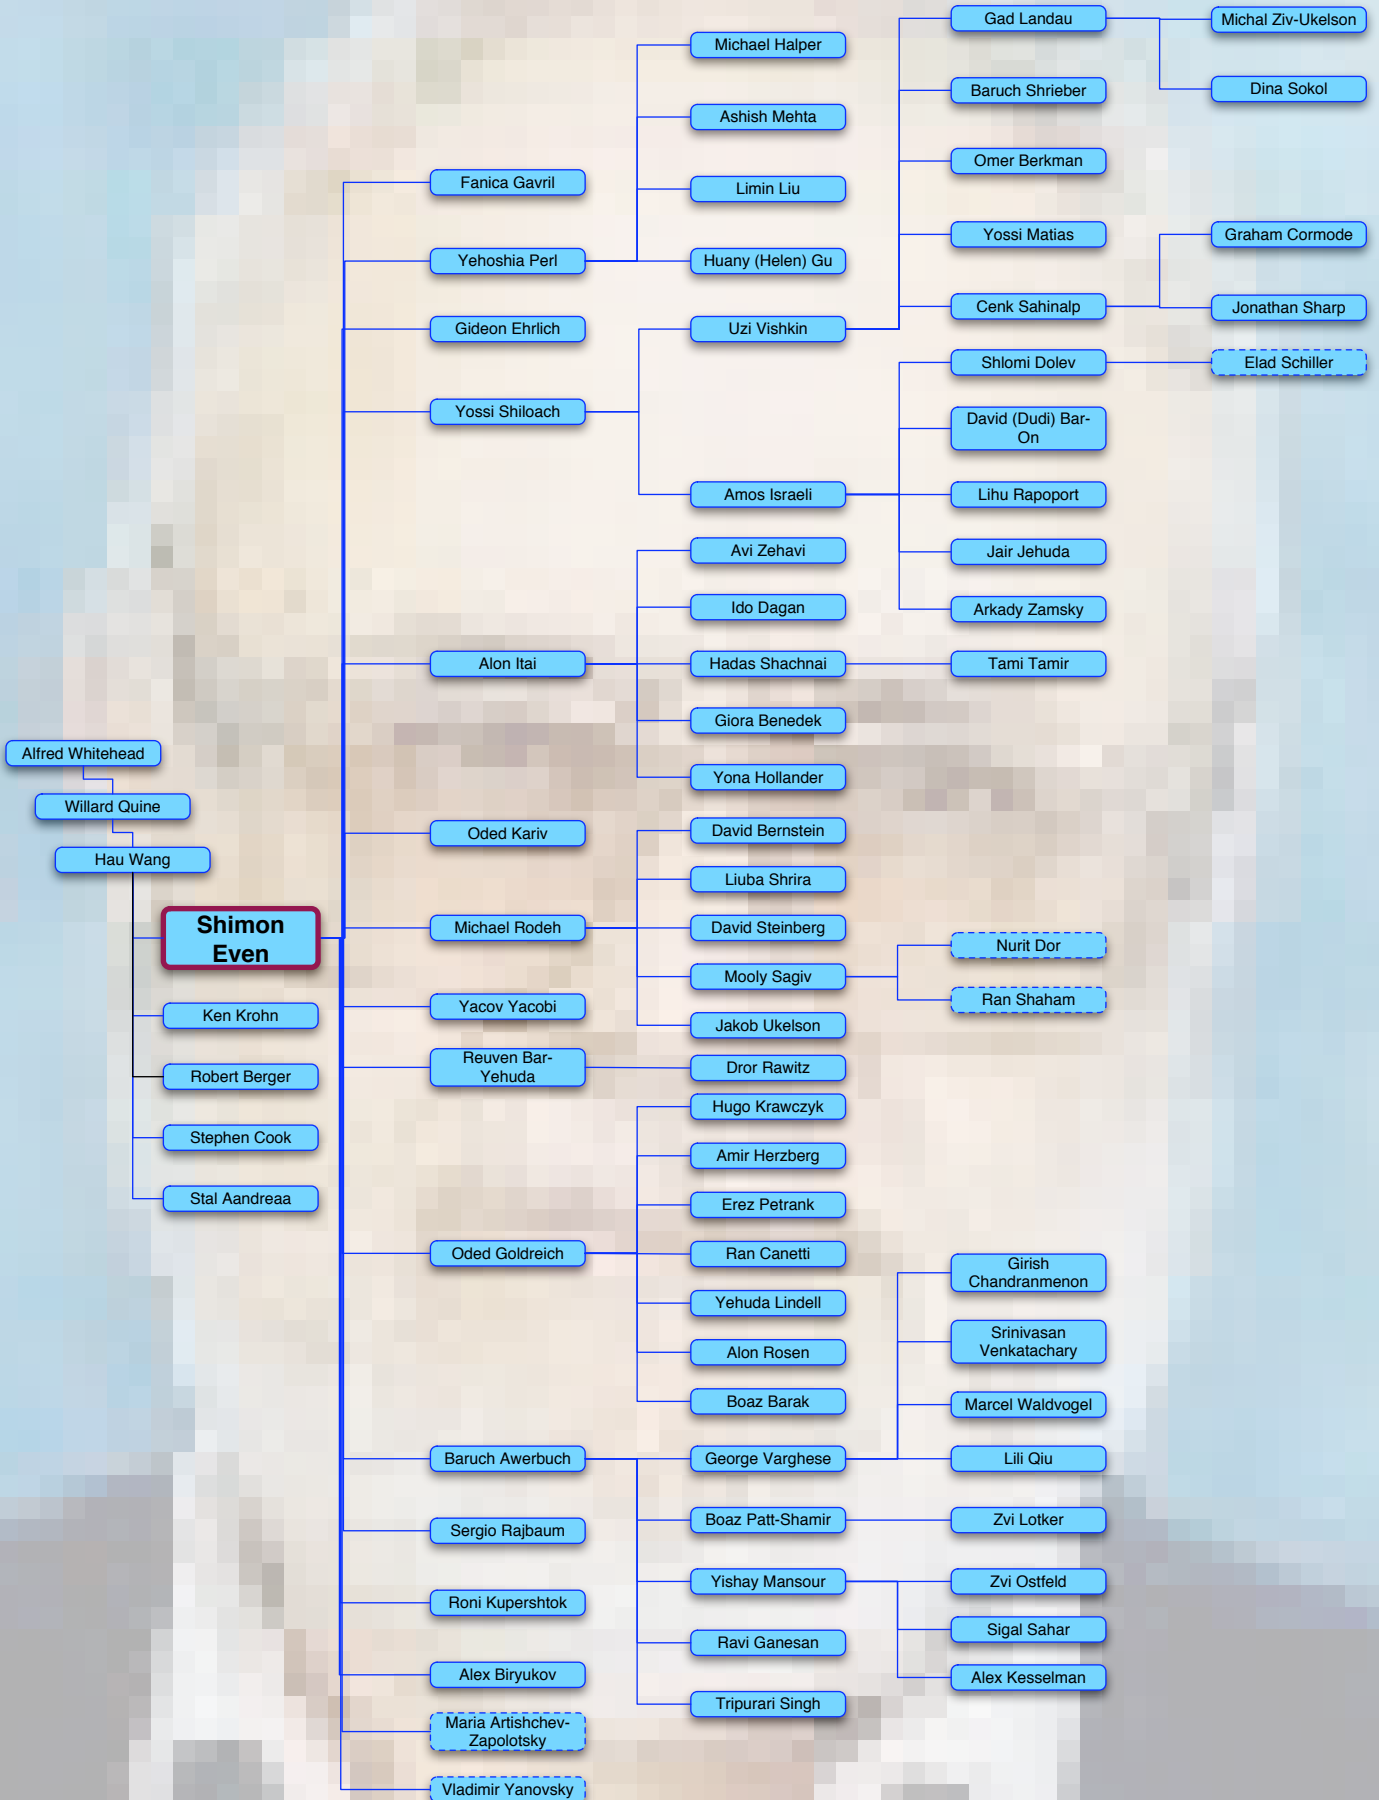 Gad Landau
Michal Ziv-Ukelson
Michael Halper
Baruch Shrieber
Dina Sokol
Ashish Mehta
Omer Berkman
Fanica Gavril
Limin Liu
Yossi Matias
Graham Cormode
Yehoshia Perl
Huany (Helen) Gu
Cenk Sahinalp
Jonathan Sharp
Gideon Ehrlich
Uzi Vishkin
Shlomi Dolev
Elad Schiller
Yossi Shiloach
David (Dudi) Bar-
On
Amos Israeli
Lihu Rapoport
Avi Zehavi
Jair Jehuda
Ido Dagan
Arkady Zamsky
Alon Itai
Hadas Shachnai
Tami Tamir
Giora Benedek
Alfred Whitehead
Yona Hollander
Willard Quine
Oded Kariv
David Bernstein
Hau Wang
Liuba Shrira
Shimon
Even
Michael Rodeh
David Steinberg
Nurit Dor
Mooly Sagiv
Ran Shaham
Ken Krohn
Yacov Yacobi
Jakob Ukelson
Robert Berger
Reuven Bar-
Yehuda
Dror Rawitz
Hugo Krawczyk
Stephen Cook
Amir Herzberg
Stal Aandreaa
Erez Petrank
Oded Goldreich
Ran Canetti
Girish
Chandranmenon
Yehuda Lindell
Srinivasan
Venkatachary
Alon Rosen
Boaz Barak
Marcel Waldvogel
Baruch Awerbuch
George Varghese
Lili Qiu
Sergio Rajbaum
Boaz Patt-Shamir
Zvi Lotker
Roni Kupershtok
Yishay Mansour
Zvi Ostfeld
Ravi Ganesan
Sigal Sahar
Alex Biryukov
Alex Kesselman
Tripurari Singh
Maria Artishchev-
Zapolotsky
Vladimir Yanovsky